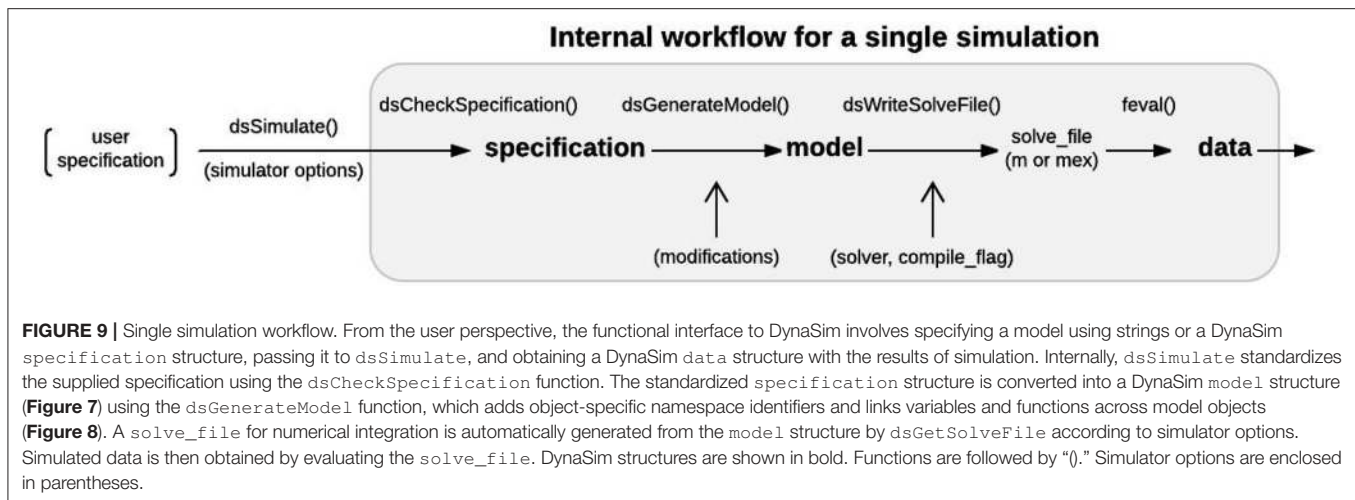 Internal workflow for a single simulation
dsCheckSpecification() dsGenerateModel() dsWriteSolveFile() feval()
user
specification
dsSimulate()
(simulator options)
specification
model
solve_file
(m or mex)
data
(modifications) (solver, compile_flag)
FIGURE 9 | Single simulation workflow. From the user perspective, the functional interface to DynaSim involves specifying a model using strings or a DynaSim
specification structure, passing it to dsSimulate, and obtaining a DynaSim data structure with the results of simulation. Internally, dsSimulate standardizes
the supplied specification using the dsCheckSpecification function. The standardized specification structure is converted into a DynaSim model structure
(Figure 7) using the dsGenerateModel function, which adds object-specific namespace identifiers and links variables and functions across model objects
(Figure 8). A solve_file for numerical integration is automatically generated from the model structure by dsGetSolveFile according to simulator options.
Simulated data is then obtained by evaluating the solve_file. DynaSim structures are shown in bold. Functions are followed by “().” Simulator options are enclosed
in parentheses.